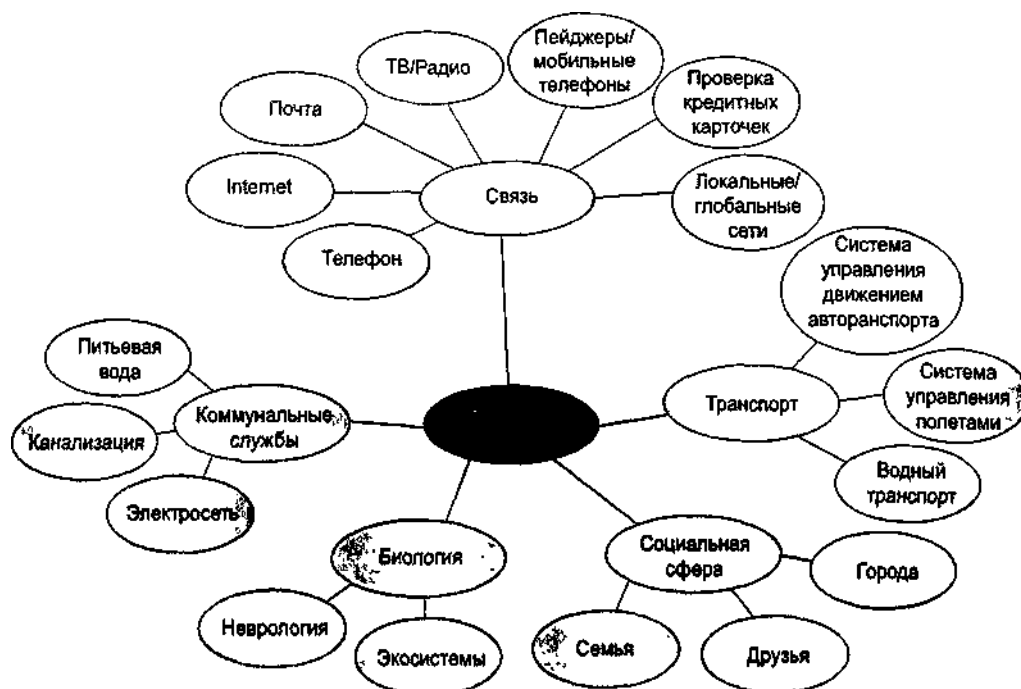 Пейджеры/
мобильные
телефоны
ТВ/Радио
Проверка
кредитных
карточек
Почта
Internet
Связь
Локальные/
глобальные
сети
Телефон
Система
управления
движением
авторанспорта
Питьевая
вода
Коммунальные
службы
Канализация
Электросеть
Транспорт
Система
управления
полетами
Водный
транспорт
Биология
Неврология
Экосистемы
Социальная
сфера
Города
Семья
Друзья